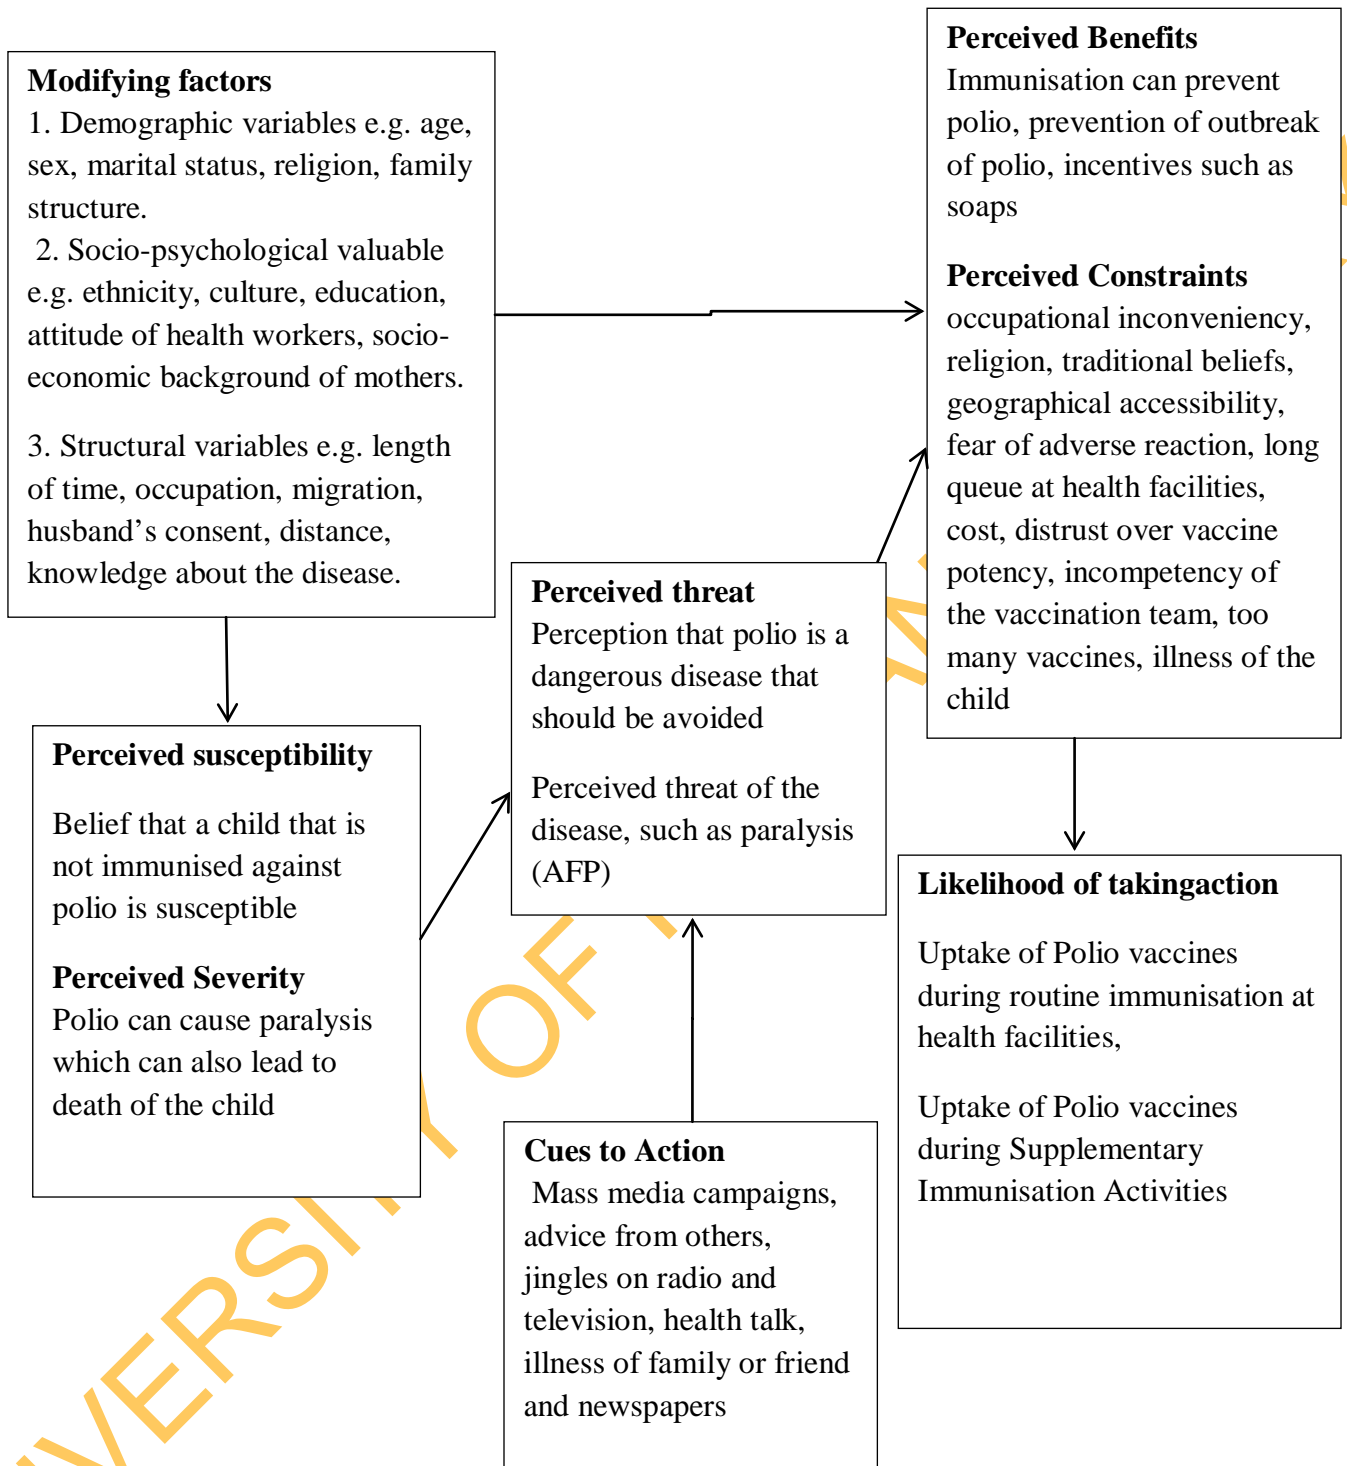 Modifying factors
1. Demographic variables e.g. age,
sex, marital status, religion, family
structure.
2. Socio-psychological valuable
e.g. ethnicity, culture, education,
attitude of health workers, socio-
economic background of mothers.
3. Structural variables e.g. length
of time, occupation, migration,
husband’s consent, distance,
knowledge about the disease.
Perceived susceptibility
Belief that a child that is
not immunised against
polio is susceptible
Perceived Severity
Polio can cause paralysis
which can also lead to
death of the child
Perceived threat
Perception that polio is a
dangerous disease that
should be avoided
Perceived threat of the
disease, such as paralysis
(AFP)
Cues to Action
Mass media campaigns,
advice from others,
jingles on radio and
television, health talk,
illness of family or friend
and newspapers
Perceived Benefits
Immunisation can prevent
polio, prevention of outbreak
of polio, incentives such as
soaps
Perceived Constraints
occupational inconveniency,
religion, traditional beliefs,
geographical accessibility,
fear of adverse reaction, long
queue at health facilities,
cost, distrust over vaccine
potency, incompetency of
the vaccination team, too
many vaccines, illness of the
child
Likelihood of takingaction
Uptake of Polio vaccines
during routine immunisation at
health facilities,
Uptake of Polio vaccines
during Supplementary
Immunisation Activities
OF